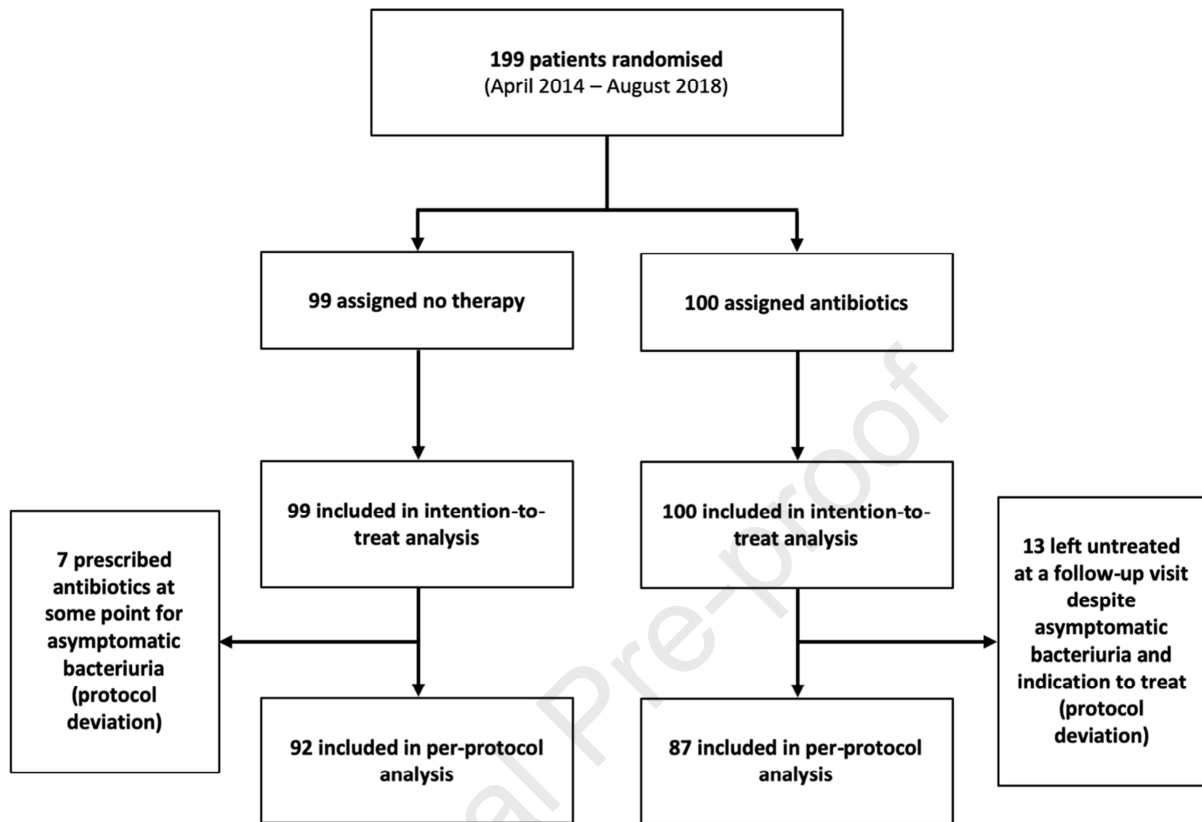 199 patients randomised
(April 2014 – August 2018)
99 assigned no therapy
100 assigned antibiotics
99 included in intention-to-
treat analysis
100 included in intention-to-
treat analysis
7 prescribed
antibiotics at
some point for
asymptomatic
bacteriuria
(protocol
deviation)
13 left untreated
at a follow-up visit
despite
asymptomatic
bacteriuria and
indication to treat
(protocol
deviation)
92 included in per-protocol
analysis
87 included in per-protocol
analysis
al Pre-proof